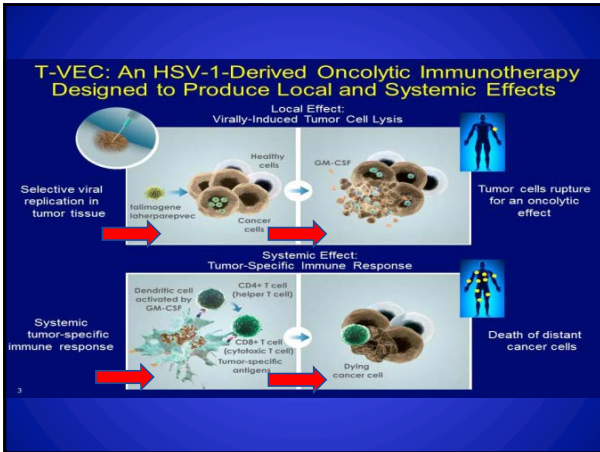 T-VEC: An HSV-1-Derived Oncolytic Immunotherapy
Designed to Produce Local and Systemic Effects
Local Effect:
Virally-Induced Tumor Cell Lysis
Selective viral
replication in
tumor tissue
talimogene
laherparepvec
Healthy
cells
Cancer
cells
GM-CSF
Tumor cells rupture
for an oncolytic
effect
Systemic Effect:
Tumor-Specific Immune Response
Systemic
tumor-specific
immune response
Dendritic cell
activated by
GM-CSF
CD4+ T cell
(helper T cell)
CD8+ T cell
(cytotoxic T cell)
Tumor-specific
antigens
Dying
cancer cell
Death of distant
cancer cells
3